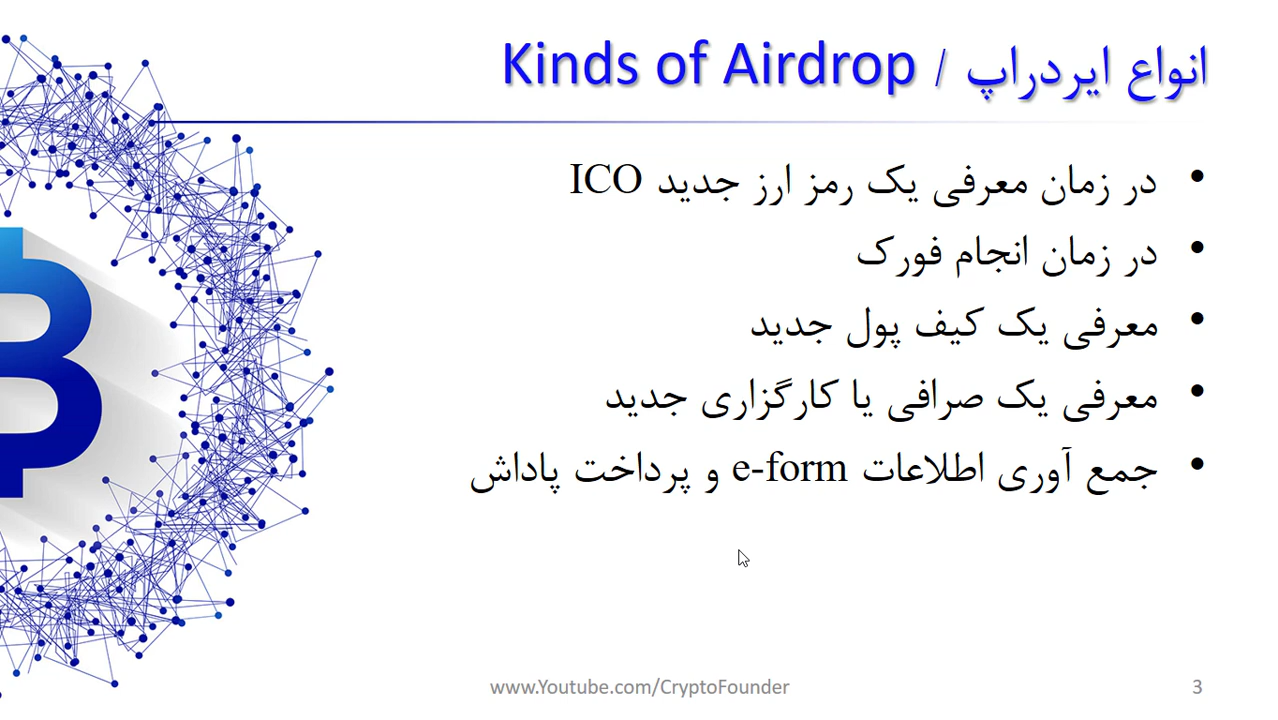 انواع ایردراپ / Kinds of Airdrop
• در زمان معرفی یک رمز ارز جدید ICO
• در زمان انجام فورک
• معرفی یک کیف پول جدید
• معرفی یک صرافی یا کارگزاری جدید
• جمع آوری اطلاعات e-form و پرداخت پاداش
www.Youtube.com/CryptoFounder
3